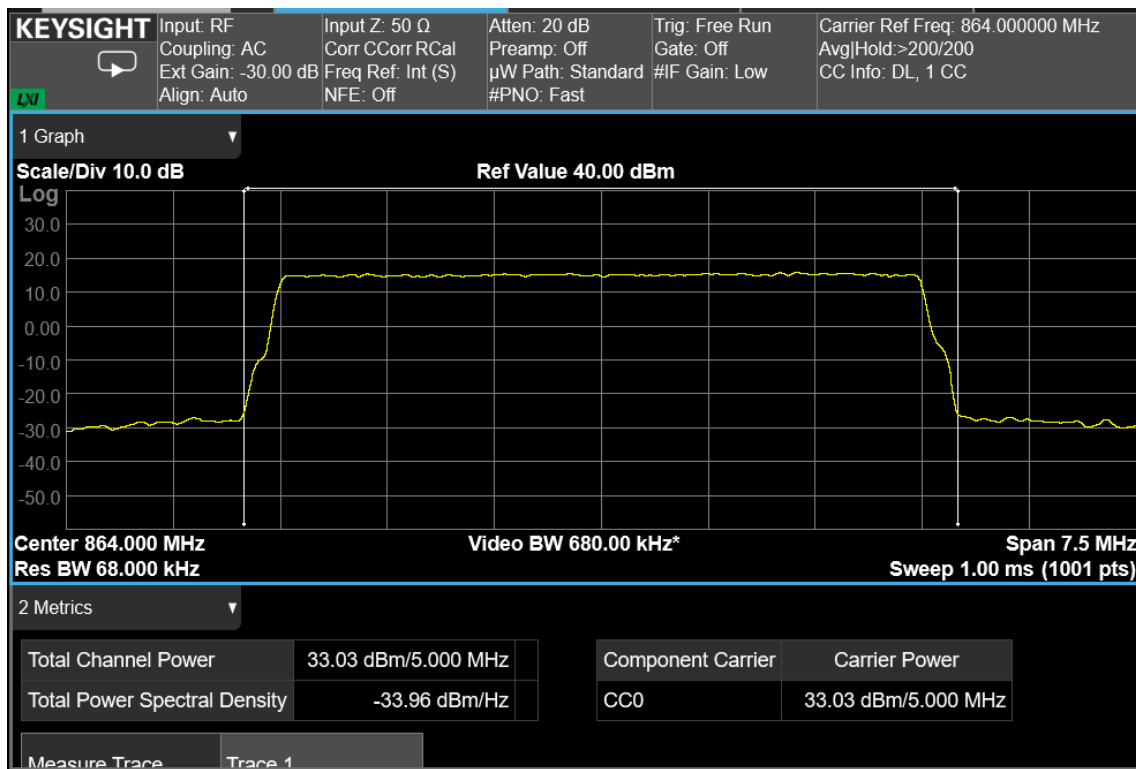 KEYSIGHT
LXI
Input: RF
Coupling: AC
Ext Gain: -30.00 dB
Align: Auto
Input Z: 50 Ω
Corr CCorr RCal
Freq Ref: Int (S)
NFE: Off
Atten: 20 dB
Preamp: Off
µW Path: Standard
#PNO: Fast
Trig: Free Run
Gate: Off
#IF Gain: Low
Carrier Ref Freq: 864.000000 MHz
Avg|Hold:>200/200
CC Info: DL, 1 CC
1 Graph
Scale/Div 10.0 dB
Ref Value 40.00 dBm
Log
30.0
20.0
10.0
0.00
-10.0
-20.0
-30.0
-40.0
-50.0
Center 864.000 MHz
Video BW 680.00 kHz*
Span 7.5 MHz
Res BW 68.000 kHz
Sweep 1.00 ms (1001 pts)
2 Metrics
Total Channel Power 33.03 dBm/5.000 MHz
Total Power Spectral Density -33.96 dBm/Hz
Component Carrier Carrier Power
CC0 33.03 dBm/5.000 MHz
Measure Trace Trace 1